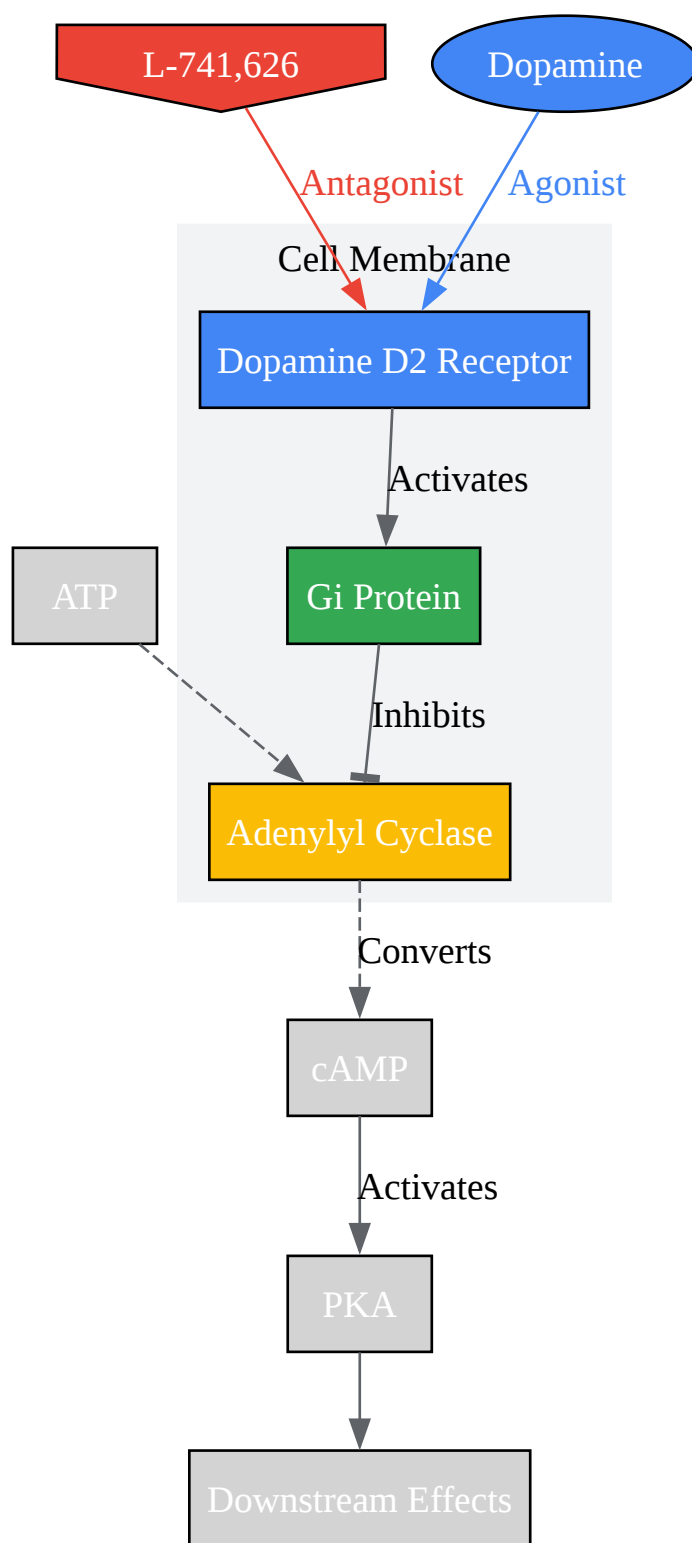 L-741,626
Dopamine
Antagonist
Agonist
Cell Membrane
Dopamine D2 Receptor
Activates
ATP
Gi Protein
Inhibits
Adenylyl Cyclase
Converts
cAMP
Activates
PKA
Downstream Effects